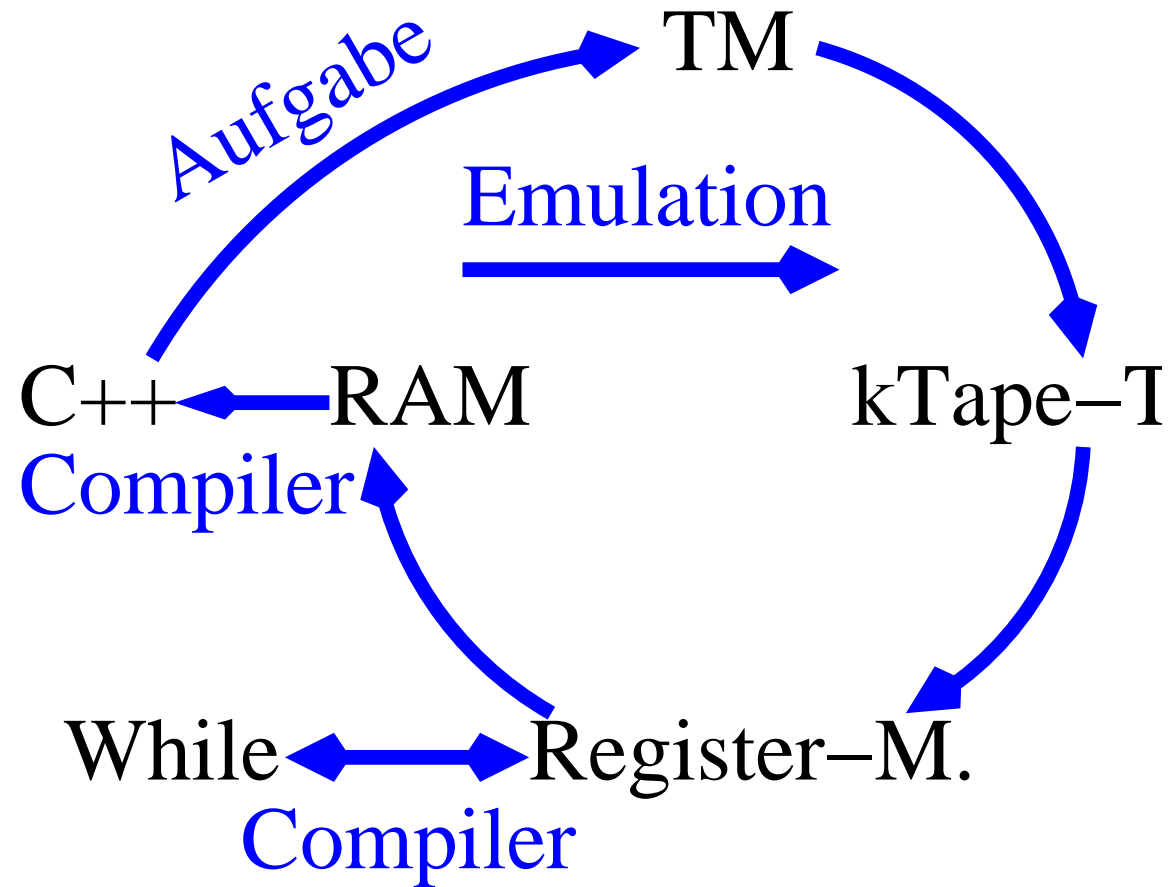 TM
Aufgabe
Emulation
C++
RAM
kTape–T
Compiler
While
Register–M.
Compiler